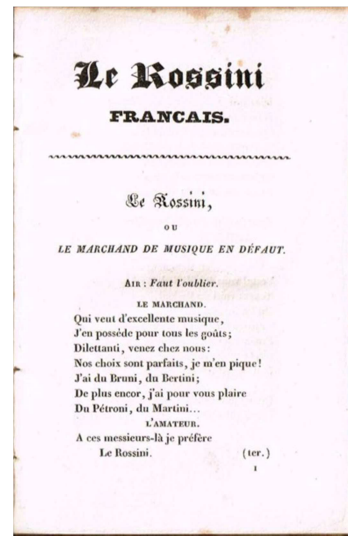 Le Rossini
FRANCAIS.
Le Rossini,
OU
LE MARCHAND DE MUSIQUE EN DÉFAUT.
AIR : Faut l'oublier.
LE MARCHAND.
Qui veut d'excellente musique,
J'en possède pour tous les goûts;
Dilettanti, venez chez nous:
Nos choix sont parfaits, je m'en pique!
J'ai du Bruni, du Bertini;
De plus encor, j'ai pour vous plaire
Du Pétroni, du Martini...
L'AMATEUR.
A ces messieurs-là je préfère
Le Rossini. (ter.)
1